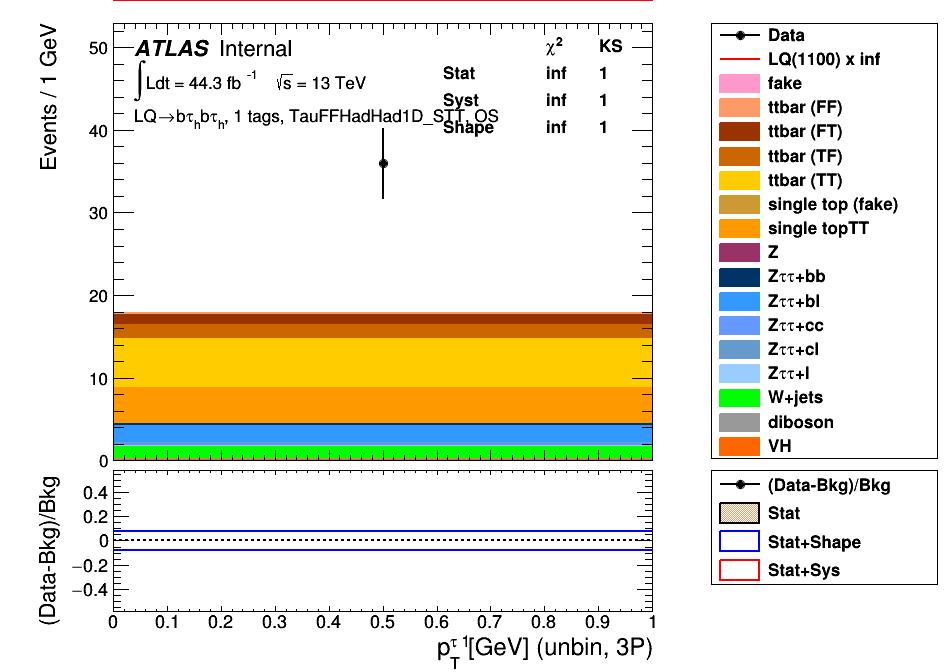 ATLAS Internal
∫Ldt = 44.3 fb⁻¹ √s = 13 TeV
LQ→bτₕbτₕ, 1 tags, TauFFHadHad1D_STT, OS
χ² KS
Stat inf 1
Syst inf 1
Shape inf 1
Events / 1 GeV
50
40
30
20
10
0
Data
LQ(1100) x inf
fake
ttbar (FF)
ttbar (FT)
ttbar (TF)
ttbar (TT)
single top (fake)
single topTT
Z
Zττ+bb
Zττ+bl
Zττ+cc
Zττ+cl
Zττ+l
W+jets
diboson
VH
(Data-Bkg)/Bkg
0.4
0.2
0
−0.2
−0.4
0 0.1 0.2 0.3 0.4 0.5 0.6 0.7 0.8 0.9 1
p_T^τ 1[GeV] (unbin, 3P)
(Data-Bkg)/Bkg
Stat
Stat+Shape
Stat+Sys